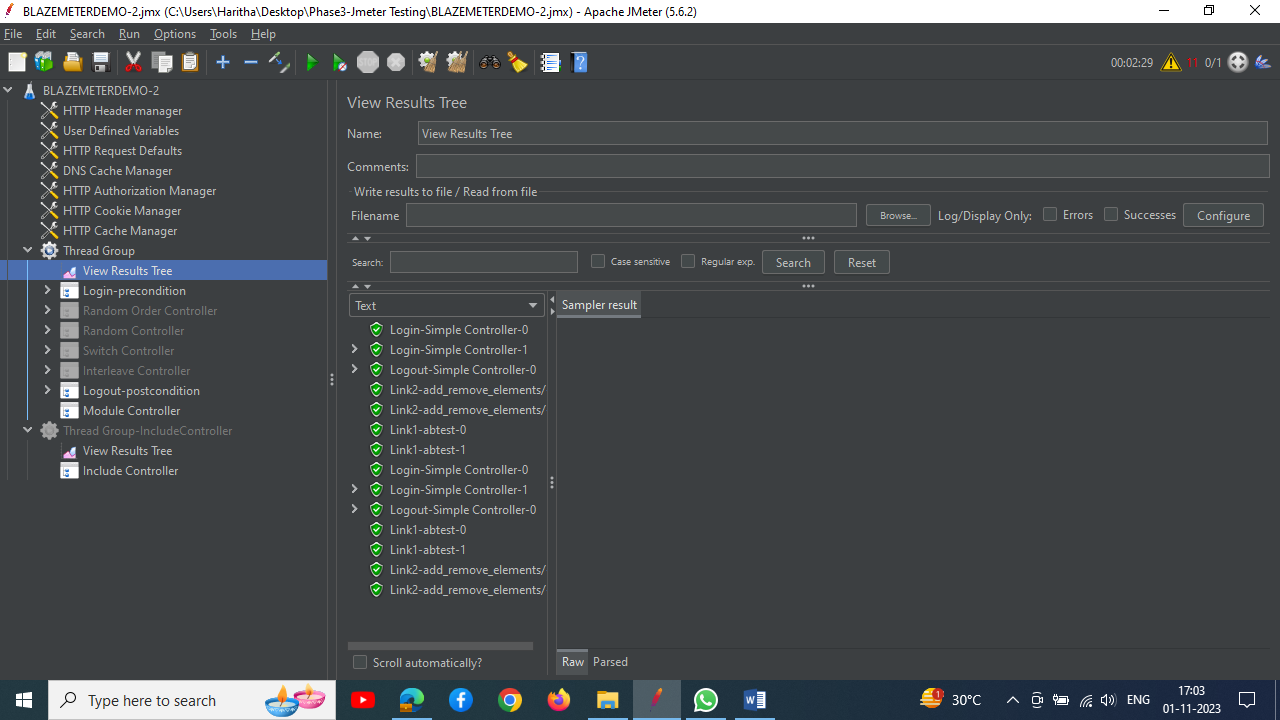 BLAZEMETERDEMO-2.jmx (C:\Users\Haritha\Desktop\Phase3-Jmeter Testing\BLAZEMETERDEMO-2.jmx) - Apache JMeter (5.6.2)
File Edit Search Run Options Tools Help
STOP 00:02:29 11 0/1
BLAZEMETERDEMO-2
HTTP Header manager
User Defined Variables
HTTP Request Defaults
DNS Cache Manager
HTTP Authorization Manager
HTTP Cookie Manager
HTTP Cache Manager
Thread Group
View Results Tree
Login-precondition
Random Order Controller
Random Controller
Switch Controller
Interleave Controller
Logout-postcondition
Module Controller
Thread Group-IncludeController
View Results Tree
Include Controller
View Results Tree
Name: View Results Tree
Comments:
Write results to file / Read from file
Filename Browse... Log/Display Only: Errors Successes Configure
Search: Case sensitive Regular exp. Search Reset
Text
Login-Simple Controller-0
Login-Simple Controller-1
Logout-Simple Controller-0
Link2-add_remove_elements/
Link2-add_remove_elements/
Link1-abtest-0
Link1-abtest-1
Login-Simple Controller-0
Login-Simple Controller-1
Logout-Simple Controller-0
Link1-abtest-0
Link1-abtest-1
Link2-add_remove_elements/
Link2-add_remove_elements/
Scroll automatically?
Sampler result
Raw Parsed
Type here to search
1 30°C ENG
17:03
01-11-2023